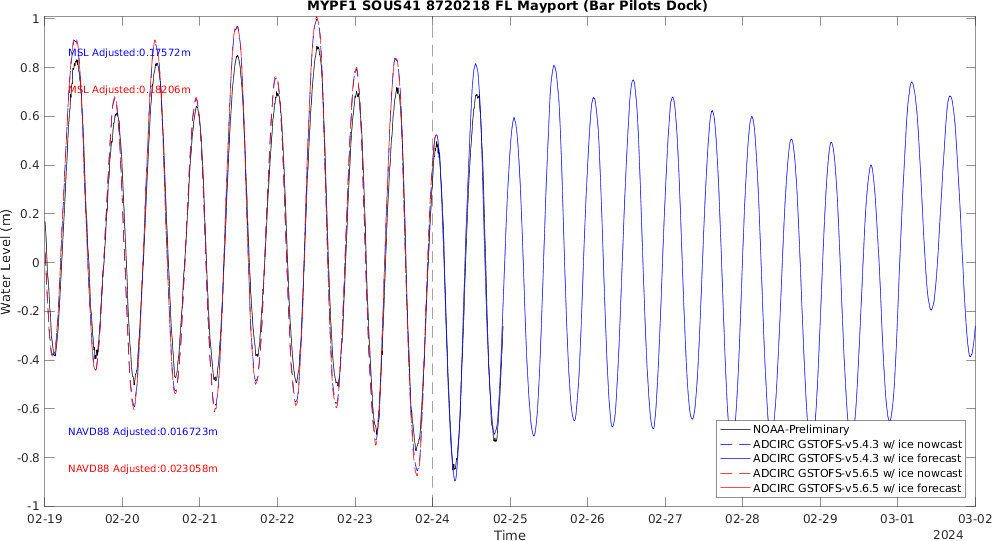 MYPF1 SOUS41 8720218 FL Mayport (Bar Pilots Dock)
1
0.8
0.6
0.4
0.2
0
-0.2
-0.4
-0.6
-0.8
-1
Water Level (m)
MSL Adjusted:0.17572m
MSL Adjusted:0.18206m
NAVD88 Adjusted:0.016723m
NAVD88 Adjusted:0.023058m
NOAA-Preliminary
ADCIRC GSTOFS-v5.4.3 w/ ice nowcast
ADCIRC GSTOFS-v5.4.3 w/ ice forecast
ADCIRC GSTOFS-v5.6.5 w/ ice nowcast
ADCIRC GSTOFS-v5.6.5 w/ ice forecast
02-19 02-20 02-21 02-22 02-23 02-24 02-25 02-26 02-27 02-28 02-29 03-01 03-02
Time
2024